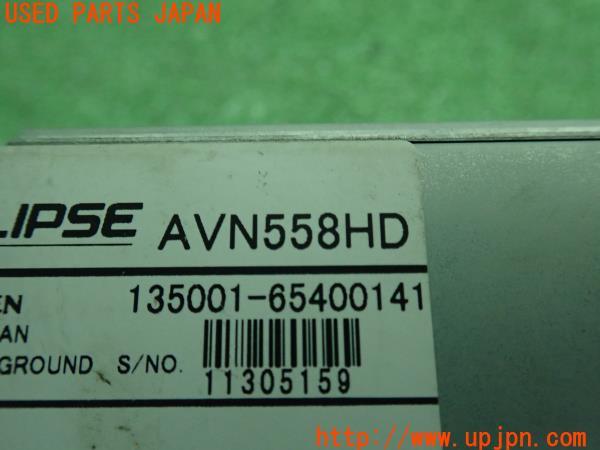 USED PARTS JAPAN
LIPSE AVN558HD
EN 135001-65400141
AN
GROUND S/NO.
11305159
http://www.upjpn.com/